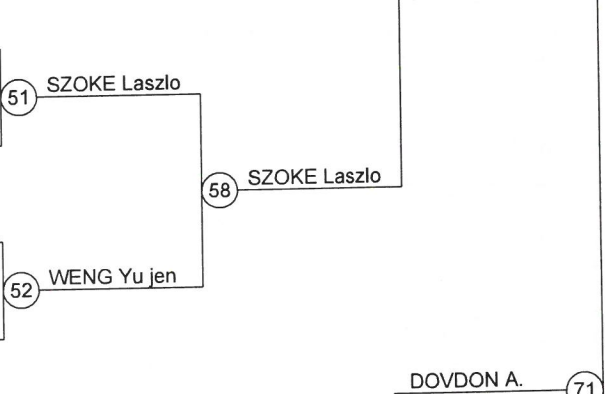 51 SZOKE Laszlo
58 SZOKE Laszlo
52 WENG Yu jen
DOVDON A. 71